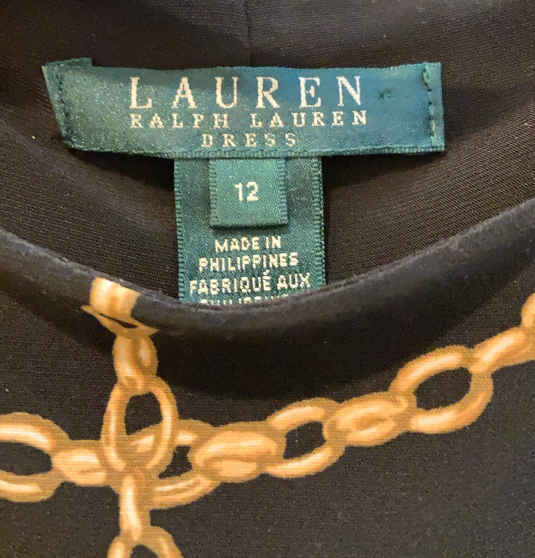 LAUREN
RALPH LAUREN
DRESS
12
MADE IN
PHILIPPINES
FABRIQUÉ AUX